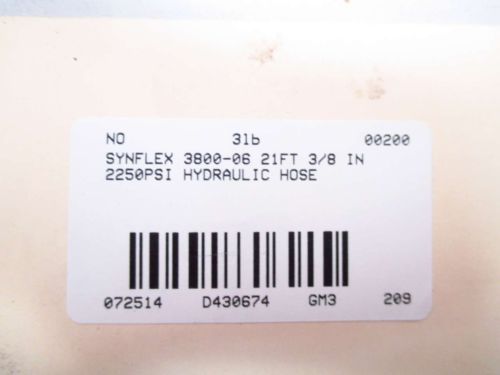 NO 31b 00200
SYNFLEX 3800-06 21FT 3/8 IN
2250PSI HYDRAULIC HOSE
072514 D430674 GM3 209